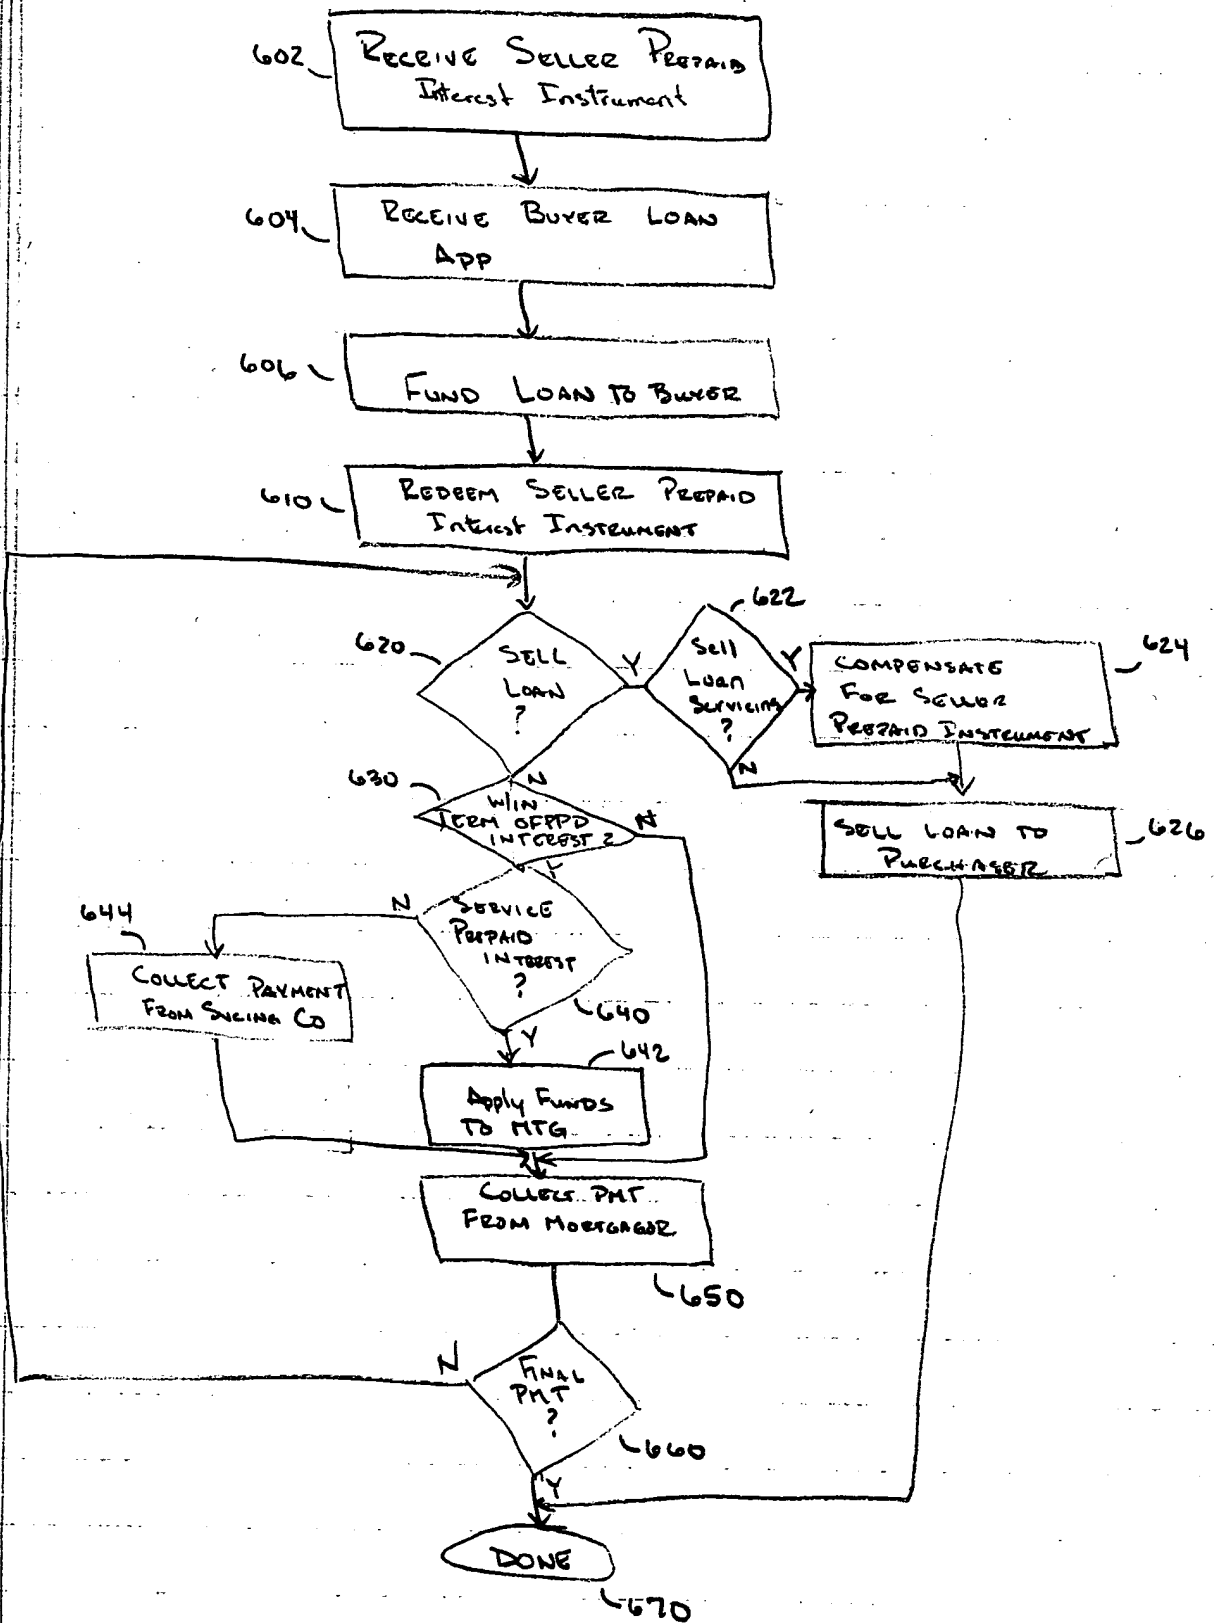 602
RECEIVE SELLER PREPAID
Interest Instrument
604
RECEIVE BUYER LOAN
APP
606
FUND LOAN TO BUYER
610
REDEEM SELLER PREPAID
Interest INSTRUMENT
620
SELL
LOAN
?
Y
622
Sell
Loan
Servicing
?
Y
624
COMPENSATE
FOR SELLER
PREPAID INSTRUMENT
N
N
630
W/IN
TERM OF PPD
INTEREST ?
N
SELL LOAN TO
PURCHASER
626
Y
644
N
SERVICE
PREPAID
INTEREST
?
640
COLLECT PAYMENT
FROM SVCING CO
Y
642
Apply FUNDS
TO MTG
COLLECT PMT
FROM MORTGAGOR
650
N
FINAL
PMT
?
660
Y
DONE
670